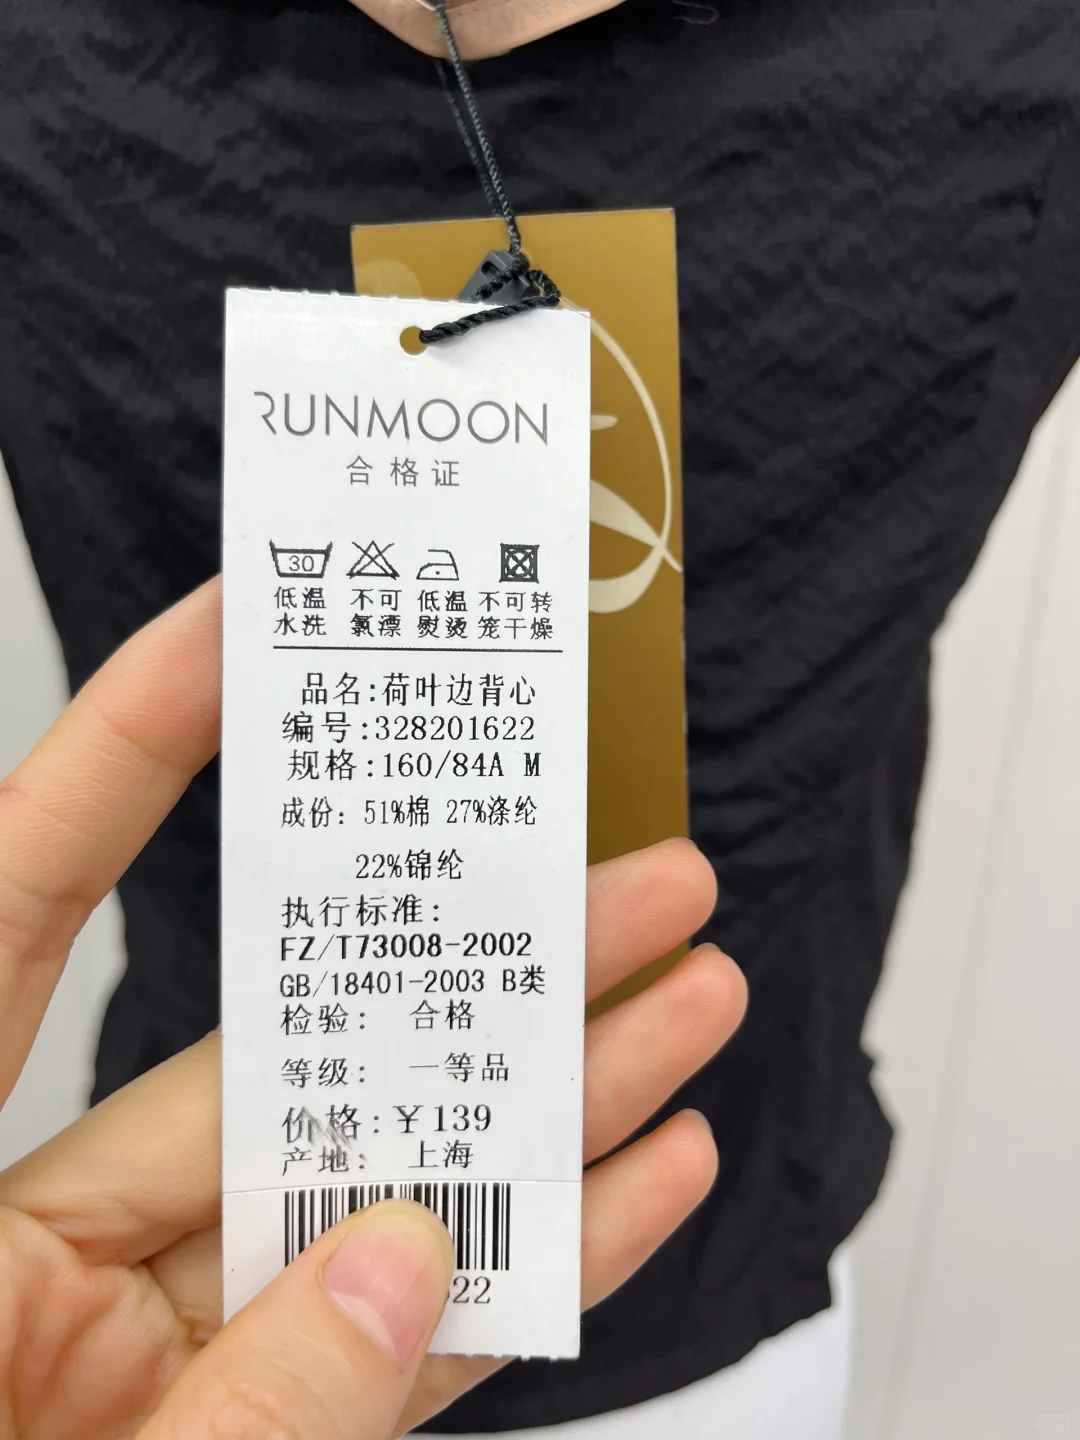 RUNMOON
合格证
30
低温 不可 低温 不可转
水洗 氯漂 熨烫 笼干燥
品名:荷叶边背心
编号:328201622
规格:160/84A M
成份: 51%棉 27%涤纶
22%锦纶
执行标准:
FZ/T73008-2002
GB/18401-2003 B类
检验: 合格
等级: 一等品
价格:￥139
产地: 上海
22